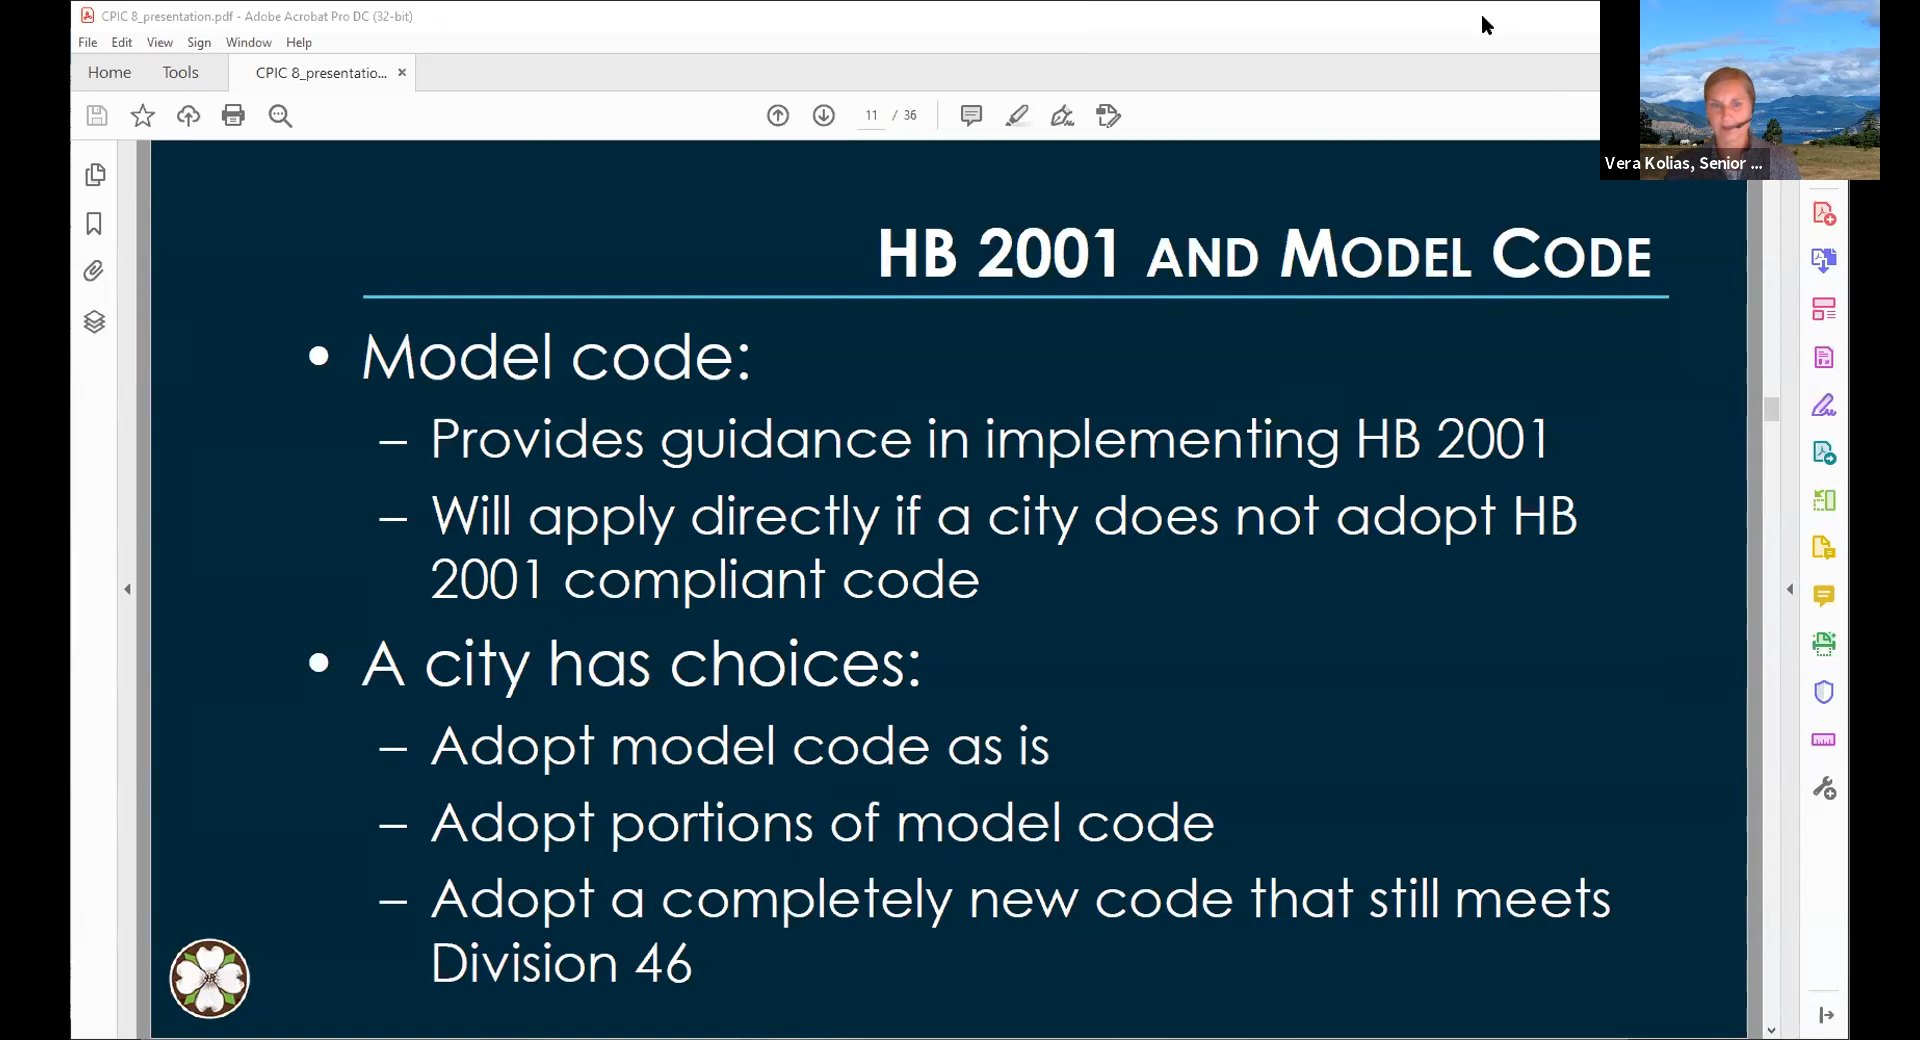 CPIC 8_presentation.pdf - Adobe Acrobat Pro DC (32-bit)
File Edit View Sign Window Help
Home Tools CPIC 8_presentatio... ×
11 / 36
Vera Kolias, Senior ...
HB 2001 AND MODEL CODE
• Model code:
– Provides guidance in implementing HB 2001
– Will apply directly if a city does not adopt HB
2001 compliant code
• A city has choices:
– Adopt model code as is
– Adopt portions of model code
– Adopt a completely new code that still meets
Division 46